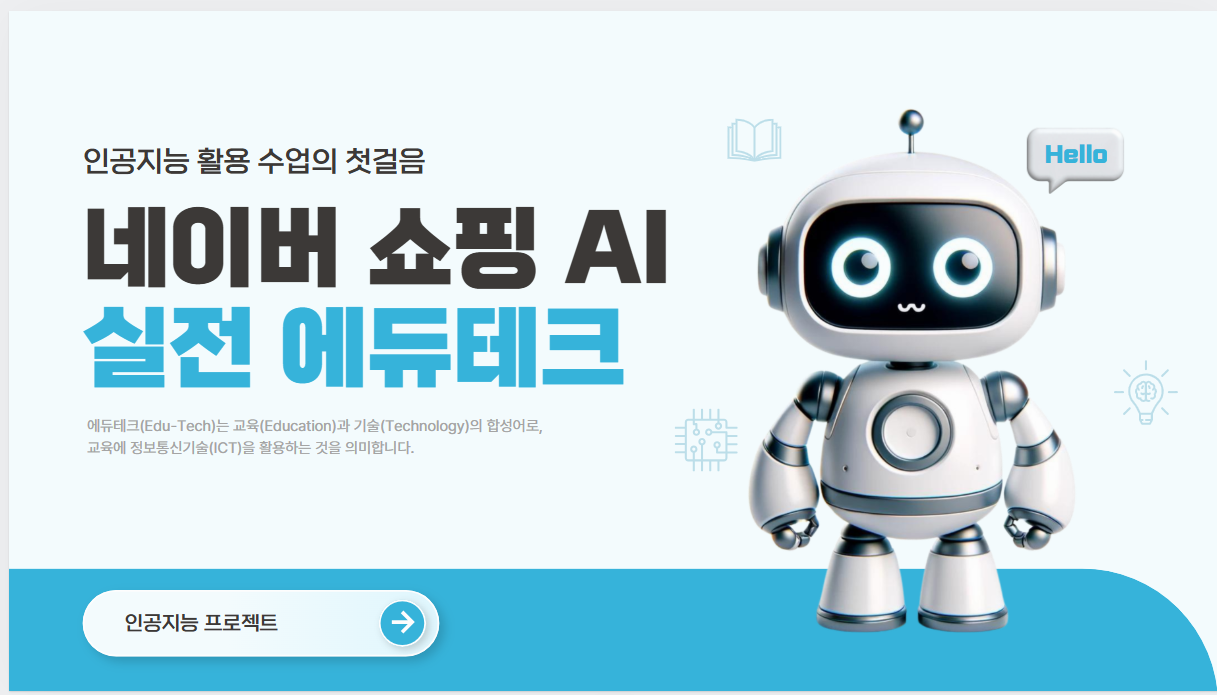 인공지능 활용 수업의 첫걸음
네이버 쇼핑 AI
실전 에듀테크
에듀테크(Edu-Tech)는 교육(Education)과 기술(Technology)의 합성어로,
교육에 정보통신기술(ICT)을 활용하는 것을 의미합니다.
Hello
인공지능 프로젝트